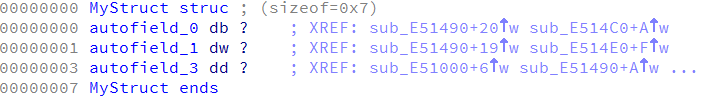 00000000 MyStruct struc ; (sizeof=0x7)
00000000 autofield_0 db ? ; XREF: sub_E51490+20↑w sub_E514C0+A↑w
00000001 autofield_1 dw ? ; XREF: sub_E51490+19↑w sub_E514E0+F↑w
00000003 autofield_3 dd ? ; XREF: sub_E51000+6↑w sub_E51490+A↑w ...
00000007 MyStruct ends